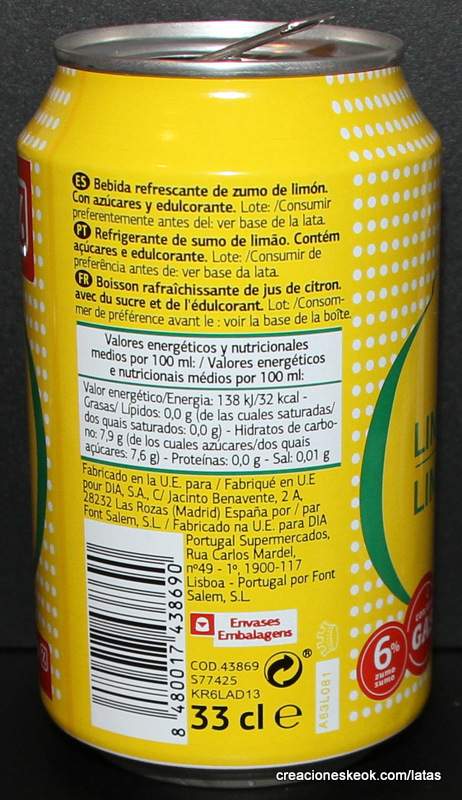 ES Bebida refrescante de zumo de limón.
Con azúcares y edulcorante. Lote: /Consumir
preferentemente antes del: ver base de la lata.
PT Refrigerante de sumo de limão. Contém
açúcares e edulcorante. Lote: /Consumir de
preferência antes de: ver base da lata.
FR Boisson rafraîchissante de jus de citron.
avec du sucre et de l'édulcorant. Lot: /Consom-
mer de préférence avant le : voir la base de la boîte.
Valores energéticos y nutricionales
medios por 100 ml: / Valores energéticos
e nutricionais médios por 100 ml:
Valor energético/Energia: 138 kJ/32 kcal -
Grasas/ Lípidos: 0,0 g (de las cuales saturadas/
dos quais saturados: 0,0 g) - Hidratos de carbo-
no: 7,9 g (de los cuales azúcares/dos quais
açúcares: 7,6 g) - Proteínas: 0,0 g - Sal: 0,01 g
Fabricado en la U.E. para / Fabriqué en U.E
pour DIA, S.A., C/ Jacinto Benavente, 2 A,
28232 Las Rozas (Madrid) España por / par
Font Salem, S.L. / Fabricado na U.E. para DIA
Portugal Supermercados,
Rua Carlos Mardel,
nº49 - 1º, 1900-117
Lisboa - Portugal por Font
Salem, S.L.
8 480017 438690
Envases
Embalagens
COD.43869
S77425
KR6LAD13
33 cl e
A63L081
LI
LI
6%
zumo
sumo
GA
creacioneskeok.com/latas